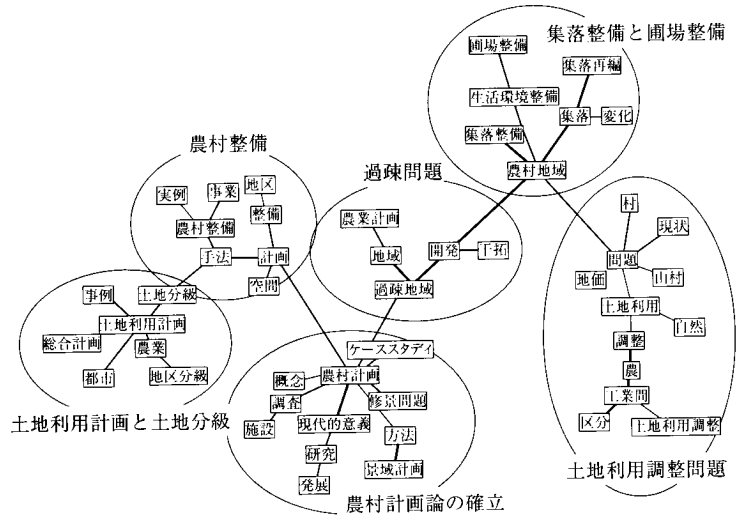 集落整備と圃場整備
圃場整備
集落再編
生活環境整備
集落
変化
集落整備
農村地域
農村整備
実例
事業
地区
農村整備
整備
手法
計画
空間
過疎問題
農業計画
地域
開発
干拓
過疎地域
村
現状
問題
地価
山村
土地利用
自然
調整
農
工業間
区分
土地利用調整
土地利用調整問題
土地分級
事例
土地利用計画
総合計画
農業
都市
地区分級
土地利用計画と土地分級
ケーススタディ
農村計画
概念
調査
修景問題
施設
現代的意義
方法
研究
景域計画
発展
農村計画論の確立